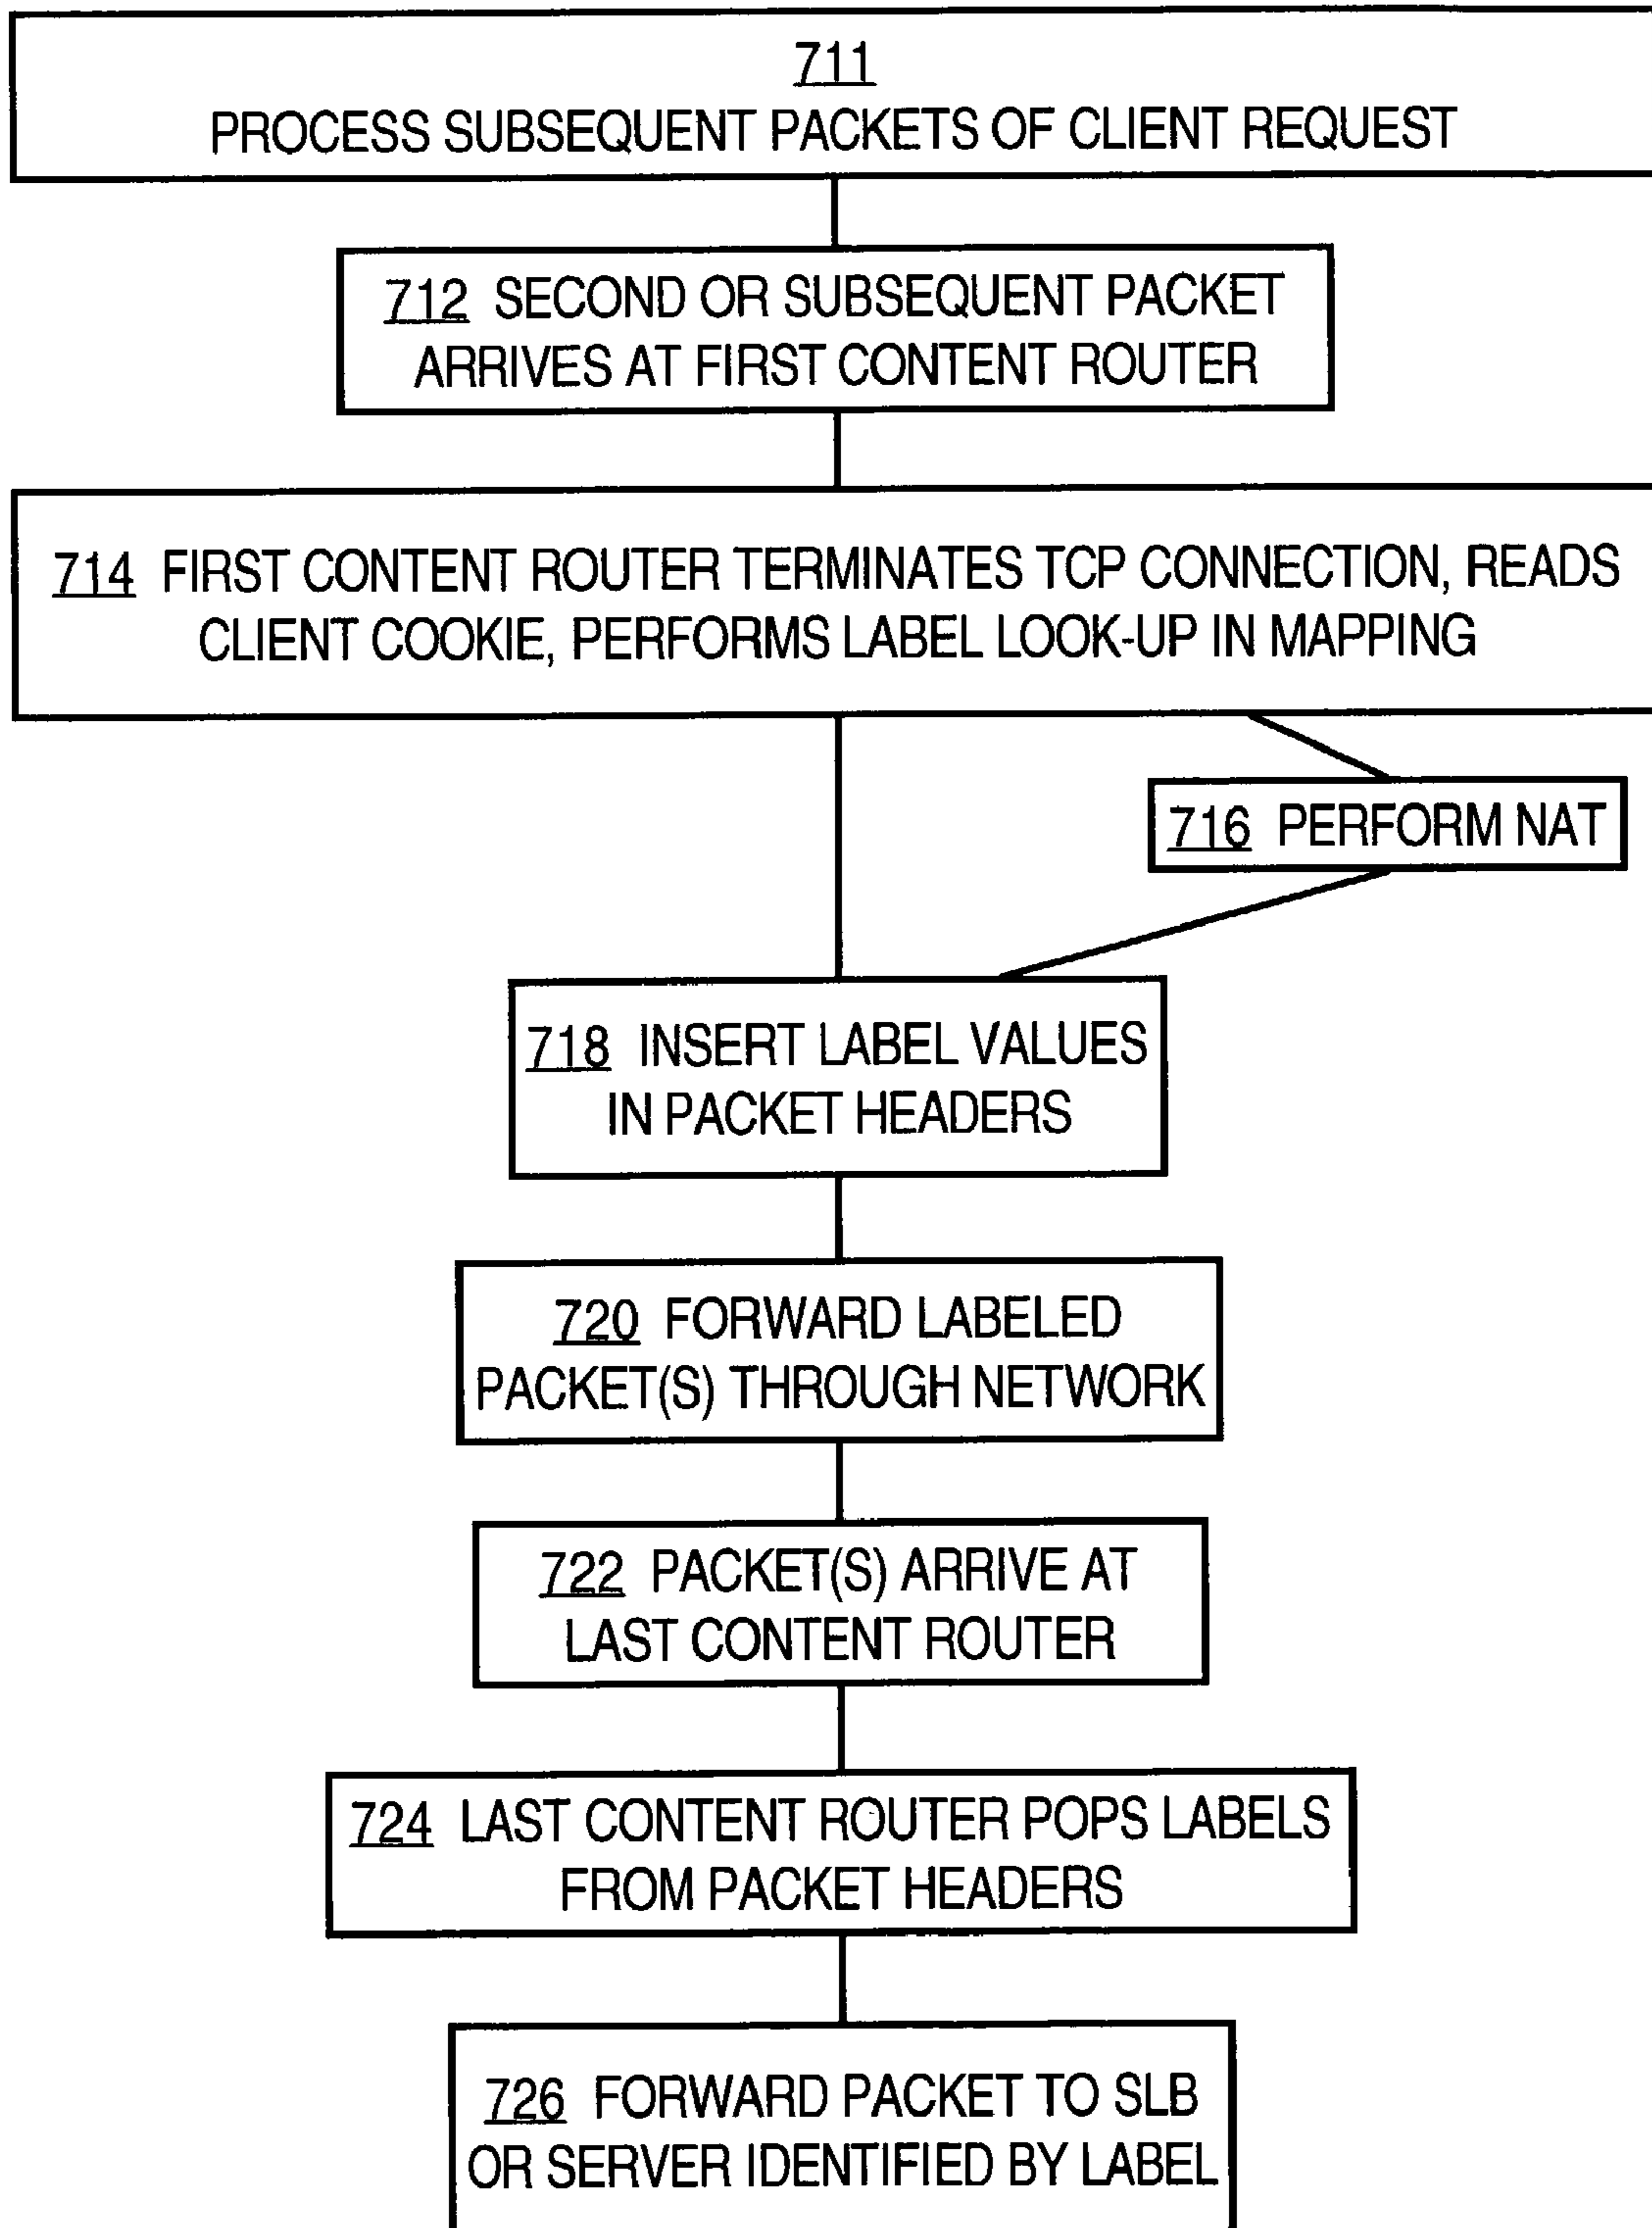 711
PROCESS SUBSEQUENT PACKETS OF CLIENT REQUEST
712 SECOND OR SUBSEQUENT PACKET
ARRIVES AT FIRST CONTENT ROUTER
714 FIRST CONTENT ROUTER TERMINATES TCP CONNECTION, READS
CLIENT COOKIE, PERFORMS LABEL LOOK-UP IN MAPPING
716 PERFORM NAT
718 INSERT LABEL VALUES
IN PACKET HEADERS
720 FORWARD LABELED
PACKET(S) THROUGH NETWORK
722 PACKET(S) ARRIVE AT
LAST CONTENT ROUTER
724 LAST CONTENT ROUTER POPS LABELS
FROM PACKET HEADERS
726 FORWARD PACKET TO SLB
OR SERVER IDENTIFIED BY LABEL